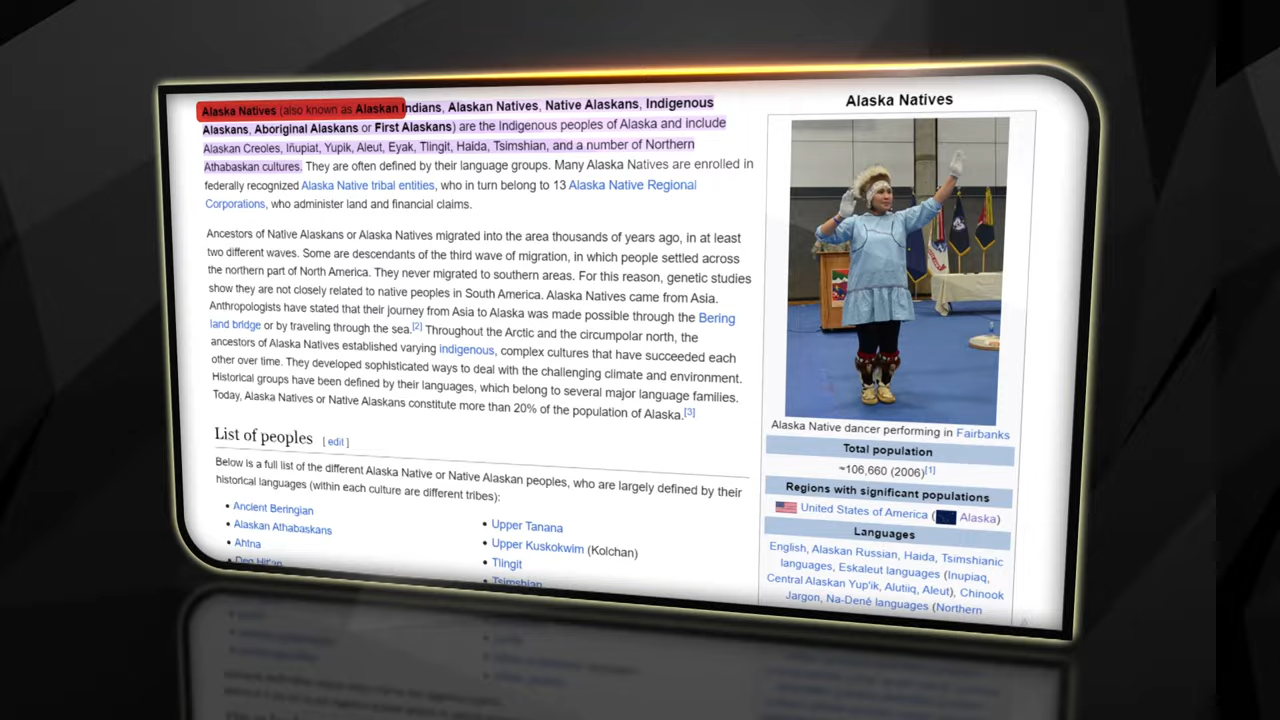 Alaska Natives (also known as Alaskan Indians, Alaskan Natives, Native Alaskans, Indigenous
Alaskans, Aboriginal Alaskans or First Alaskans) are the Indigenous peoples of Alaska and include
Alaskan Creoles, Iñupiat, Yupik, Aleut, Eyak, Tlingit, Haida, Tsimshian, and a number of Northern
Athabaskan cultures. They are often defined by their language groups. Many Alaska Natives are enrolled in
federally recognized Alaska Native tribal entities, who in turn belong to 13 Alaska Native Regional
Corporations, who administer land and financial claims.
Ancestors of Native Alaskans or Alaska Natives migrated into the area thousands of years ago, in at least
two different waves. Some are descendants of the third wave of migration, in which people settled across
the northern part of North America. They never migrated to southern areas. For this reason, genetic studies
show they are not closely related to native peoples in South America. Alaska Natives came from Asia.
Anthropologists have stated that their journey from Asia to Alaska was made possible through the Bering
land bridge or by traveling through the sea.[2] Throughout the Arctic and the circumpolar north, the
ancestors of Alaska Natives established varying indigenous, complex cultures that have succeeded each
other over time. They developed sophisticated ways to deal with the challenging climate and environment.
Historical groups have been defined by their languages, which belong to several major language families.
Today, Alaska Natives or Native Alaskans constitute more than 20% of the population of Alaska.[3]
List of peoples [ edit ]
Below is a full list of the different Alaska Native or Native Alaskan peoples, who are largely defined by their
historical languages (within each culture are different tribes):
• Ancient Beringian
• Alaskan Athabaskans
• Ahtna
• Deg Hit'an
• Upper Tanana
• Upper Kuskokwim (Kolchan)
• Tlingit
• Tsimshian
Alaska Natives
Alaska Native dancer performing in Fairbanks
Total population
≈106,660 (2006)[1]
Regions with significant populations
United States of America (Alaska)
Languages
English, Alaskan Russian, Haida, Tsimshianic
languages, Eskaleut languages (Inupiaq,
Central Alaskan Yup'ik, Alutiiq, Aleut), Chinook
Jargon, Na-Dené languages (Northern